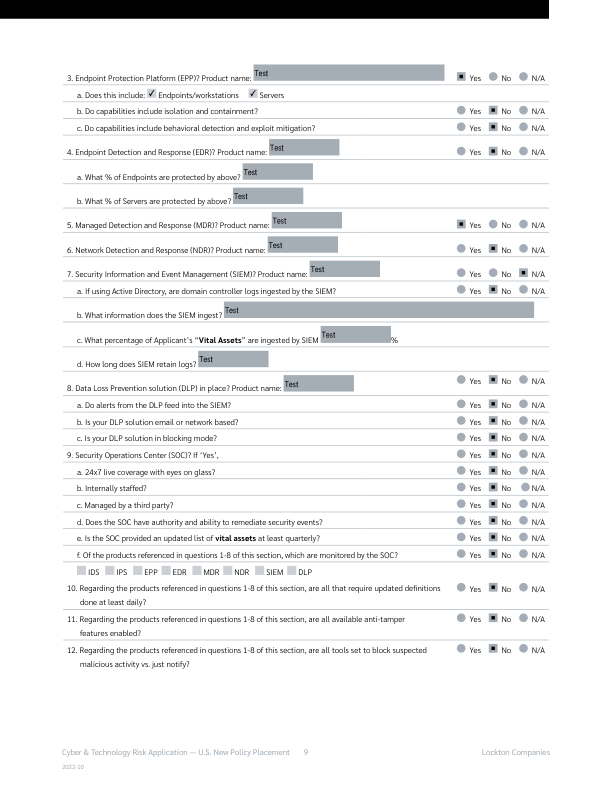 3. Endpoint Protection Platform (EPP)? Product name: Test Yes No N/A
a. Does this include: Endpoints/workstations Servers
b. Do capabilities include isolation and containment? Yes No N/A
c. Do capabilities include behavioral detection and exploit mitigation? Yes No N/A
4. Endpoint Detection and Response (EDR)? Product name: Test Yes No N/A
a. What % of Endpoints are protected by above? Test
b. What % of Servers are protected by above? Test
5. Managed Detection and Response (MDR)? Product name: Test Yes No N/A
6. Network Detection and Response (NDR)? Product name: Test Yes No N/A
7. Security Information and Event Management (SIEM)? Product name: Test Yes No N/A
a. If using Active Directory, are domain controller logs ingested by the SIEM? Yes No N/A
b. What information does the SIEM ingest? Test
c. What percentage of Applicant's “Vital Assets” are ingested by SIEM Test %
d. How long does SIEM retain logs? Test
8. Data Loss Prevention solution (DLP) in place? Product name: Test Yes No N/A
a. Do alerts from the DLP feed into the SIEM? Yes No N/A
b. Is your DLP solution email or network based? Yes No N/A
c. Is your DLP solution in blocking mode? Yes No N/A
9. Security Operations Center (SOC)? If ‘Yes’, Yes No N/A
a. 24x7 live coverage with eyes on glass? Yes No N/A
b. Internally staffed? Yes No N/A
c. Managed by a third party? Yes No N/A
d. Does the SOC have authority and ability to remediate security events? Yes No N/A
e. Is the SOC provided an updated list of vital assets at least quarterly? Yes No N/A
f. Of the products referenced in questions 1-8 of this section, which are monitored by the SOC? Yes No N/A
IDS IPS EPP EDR MDR NDR SIEM DLP
10. Regarding the products referenced in questions 1-8 of this section, are all that require updated definitions Yes No N/A
done at least daily?
11. Regarding the products referenced in questions 1-8 of this section, are all available anti-tamper Yes No N/A
features enabled?
12. Regarding the products referenced in questions 1-8 of this section, are all tools set to block suspected Yes No N/A
malicious activity vs. just notify?
Cyber & Technology Risk Application — U.S. New Policy Placement 9 Lockton Companies
2022-10